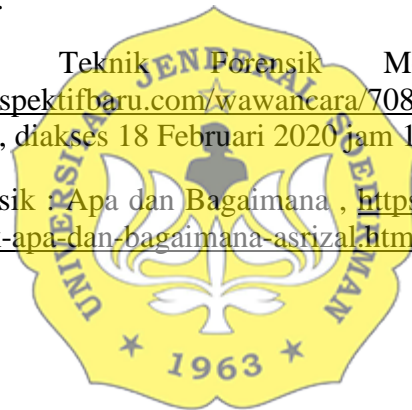 .
Teknik Forensik M
spektifbaru.com/wawancara/708
, diakses 18 Februari 2020 jam 1
sik : Apa dan Bagaimana , https
-apa-dan-bagaimana-asrizal.htm
UNIVERSITAS JENDERAL SOEDIRMAN
1963